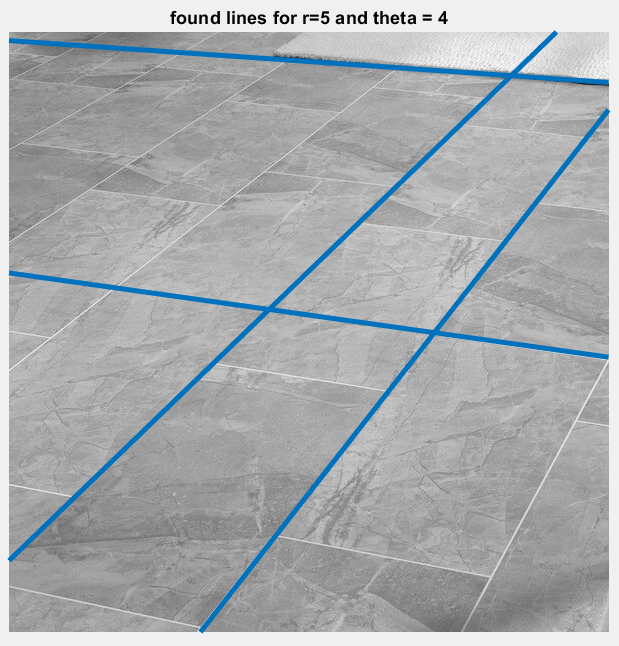 found lines for r=5 and theta = 4